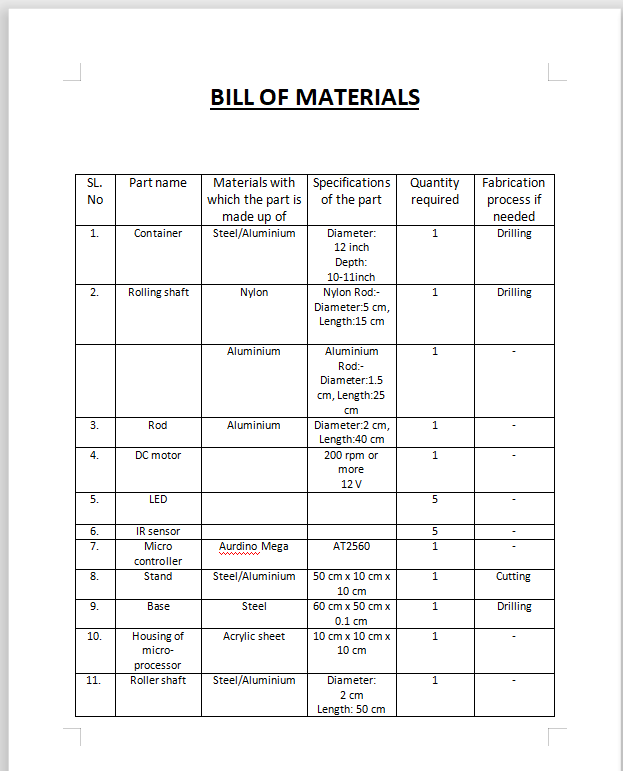 BILL OF MATERIALS
SL. No Part name Materials with which the part is made up of Specifications of the part Quantity required Fabrication process if needed
1. Container Steel/Aluminium Diameter: 12 inch Depth: 10-11inch 1 Drilling
2. Rolling shaft Nylon Nylon Rod:- Diameter:5 cm, Length:15 cm 1 Drilling
Aluminium Aluminium Rod:- Diameter:1.5 cm, Length:25 cm 1 -
3. Rod Aluminium Diameter:2 cm, Length:40 cm 1 -
4. DC motor 200 rpm or more 12 V 1 -
5. LED 5 -
6. IR sensor 5 -
7. Micro controller Aurdino Mega AT2560 1 -
8. Stand Steel/Aluminium 50 cm x 10 cm x 10 cm 1 Cutting
9. Base Steel 60 cm x 50 cm x 0.1 cm 1 Drilling
10. Housing of micro-processor Acrylic sheet 10 cm x 10 cm x 10 cm 1 -
11. Roller shaft Steel/Aluminium Diameter: 2 cm Length: 50 cm 1 -